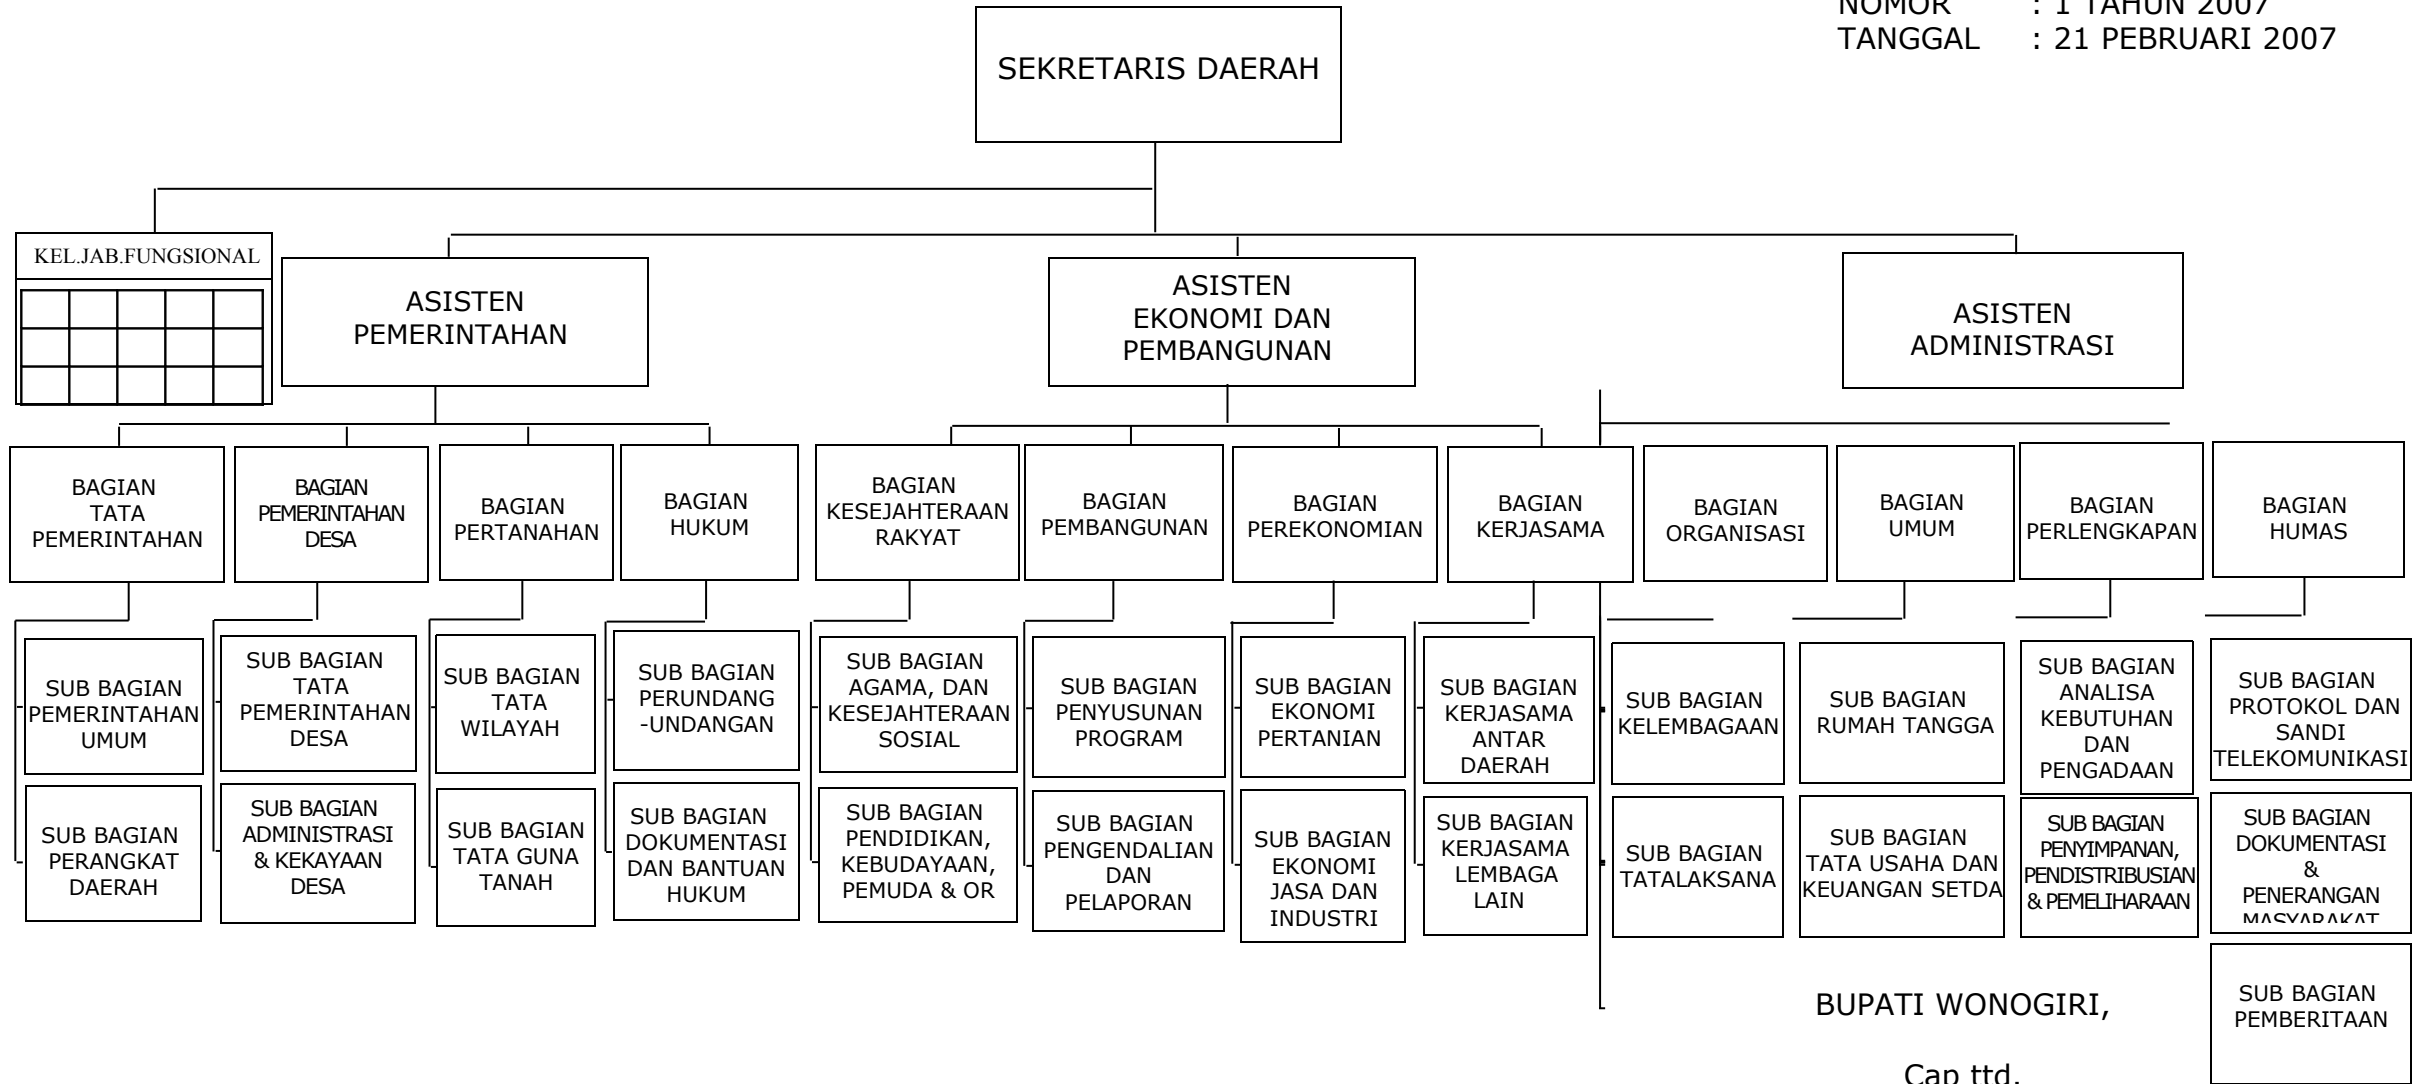 NOMOR : 1 TAHUN 2007
TANGGAL : 21 PEBRUARI 2007
SEKRETARIS DAERAH
KEL.JAB.FUNGSIONAL
ASISTEN
PEMERINTAHAN
ASISTEN
EKONOMI DAN
PEMBANGUNAN
ASISTEN
ADMINISTRASI
BAGIAN
TATA
PEMERINTAHAN
BAGIAN
PEMERINTAHAN
DESA
BAGIAN
PERTANAHAN
BAGIAN
HUKUM
BAGIAN
KESEJAHTERAAN
RAKYAT
BAGIAN
PEMBANGUNAN
BAGIAN
PEREKONOMIAN
BAGIAN
KERJASAMA
BAGIAN
ORGANISASI
BAGIAN
UMUM
BAGIAN
PERLENGKAPAN
BAGIAN
HUMAS
SUB BAGIAN
PEMERINTAHAN
UMUM
SUB BAGIAN
TATA
PEMERINTAHAN
DESA
SUB BAGIAN
TATA
WILAYAH
SUB BAGIAN
PERUNDANG
-UNDANGAN
SUB BAGIAN
AGAMA, DAN
KESEJAHTERAAN
SOSIAL
SUB BAGIAN
PENYUSUNAN
PROGRAM
SUB BAGIAN
EKONOMI
PERTANIAN
SUB BAGIAN
KERJASAMA
ANTAR
DAERAH
SUB BAGIAN
KELEMBAGAAN
SUB BAGIAN
RUMAH TANGGA
SUB BAGIAN
ANALISA
KEBUTUHAN
DAN
PENGADAAN
SUB BAGIAN
PROTOKOL DAN
SANDI
TELEKOMUNIKASI
SUB BAGIAN
PERANGKAT
DAERAH
SUB BAGIAN
ADMINISTRASI
& KEKAYAAN
DESA
SUB BAGIAN
TATA GUNA
TANAH
SUB BAGIAN
DOKUMENTASI
DAN BANTUAN
HUKUM
SUB BAGIAN
PENDIDIKAN,
KEBUDAYAAN,
PEMUDA & OR
SUB BAGIAN
PENGENDALIAN
DAN
PELAPORAN
SUB BAGIAN
EKONOMI
JASA DAN
INDUSTRI
SUB BAGIAN
KERJASAMA
LEMBAGA
LAIN
SUB BAGIAN
TATALAKSANA
SUB BAGIAN
TATA USAHA DAN
KEUANGAN SETDA
SUB BAGIAN
PENYIMPANAN,
PENDISTRIBUSIAN
& PEMELIHARAAN
SUB BAGIAN
DOKUMENTASI
&
PENERANGAN
MASYARAKAT
SUB BAGIAN
PEMBERITAAN
BUPATI WONOGIRI,
Cap ttd.